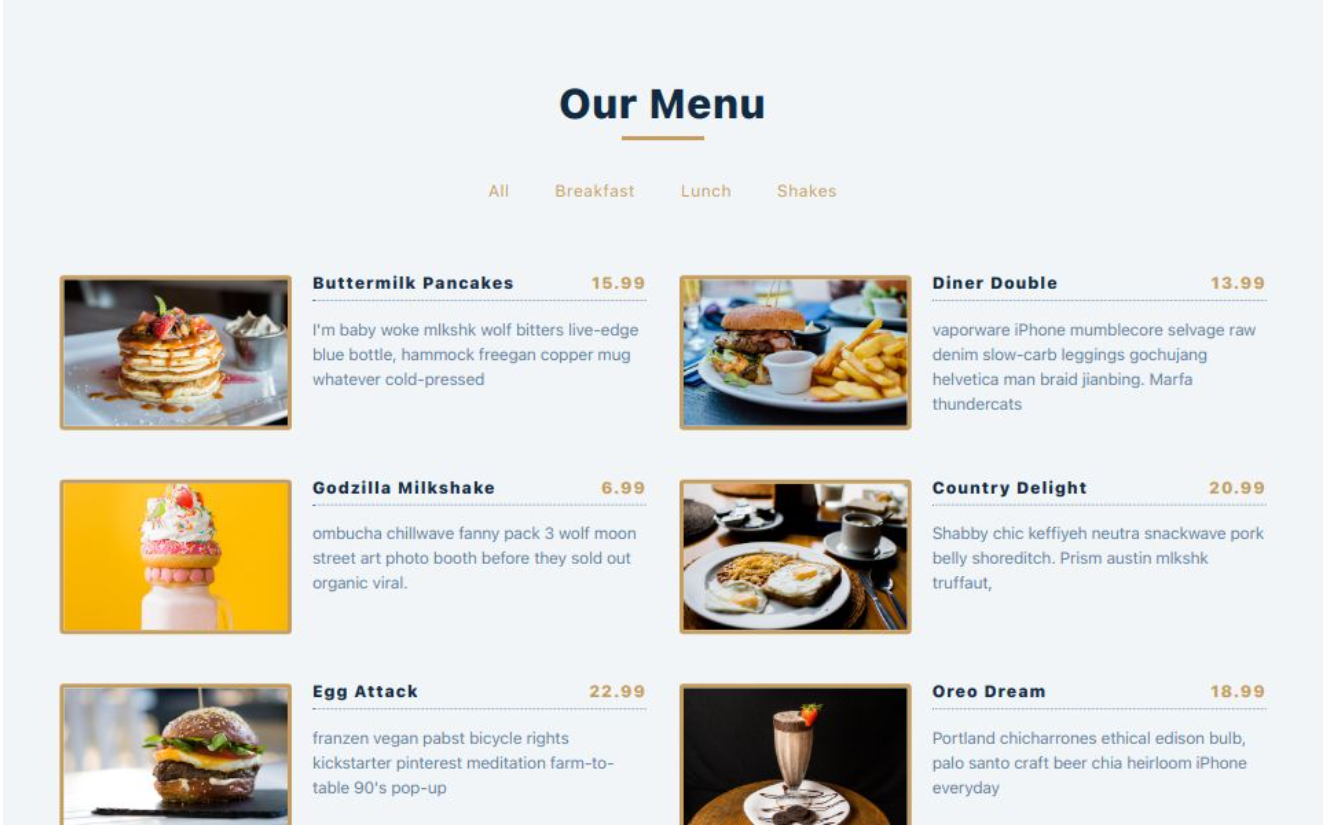 Our Menu
All Breakfast Lunch Shakes
Buttermilk Pancakes 15.99
I'm baby woke mlkshk wolf bitters live-edge
blue bottle, hammock freegan copper mug
whatever cold-pressed
Diner Double 13.99
vaporware iPhone mumblecore selvage raw
denim slow-carb leggings gochujang
helvetica man braid jianbing. Marfa
thundercats
Godzilla Milkshake 6.99
ombucha chillwave fanny pack 3 wolf moon
street art photo booth before they sold out
organic viral.
Country Delight 20.99
Shabby chic keffiyeh neutra snackwave pork
belly shoreditch. Prism austin mlkshk
truffaut,
Egg Attack 22.99
franzen vegan pabst bicycle rights
kickstarter pinterest meditation farm-to-
table 90's pop-up
Oreo Dream 18.99
Portland chicharrones ethical edison bulb,
palo santo craft beer chia heirloom iPhone
everyday